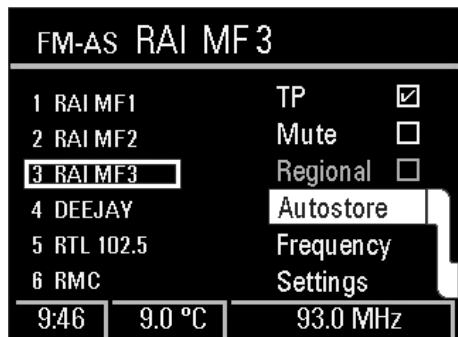 FM-AS RAI MF3
1 RAI MF1
2 RAI MF2
3 RAI MF3
4 DEEJAY
5 RTL 102.5
6 RMC
TP
Mute
Regional
Autostore
Frequency
Settings
9:46 9.0 °C 93.0 MHz